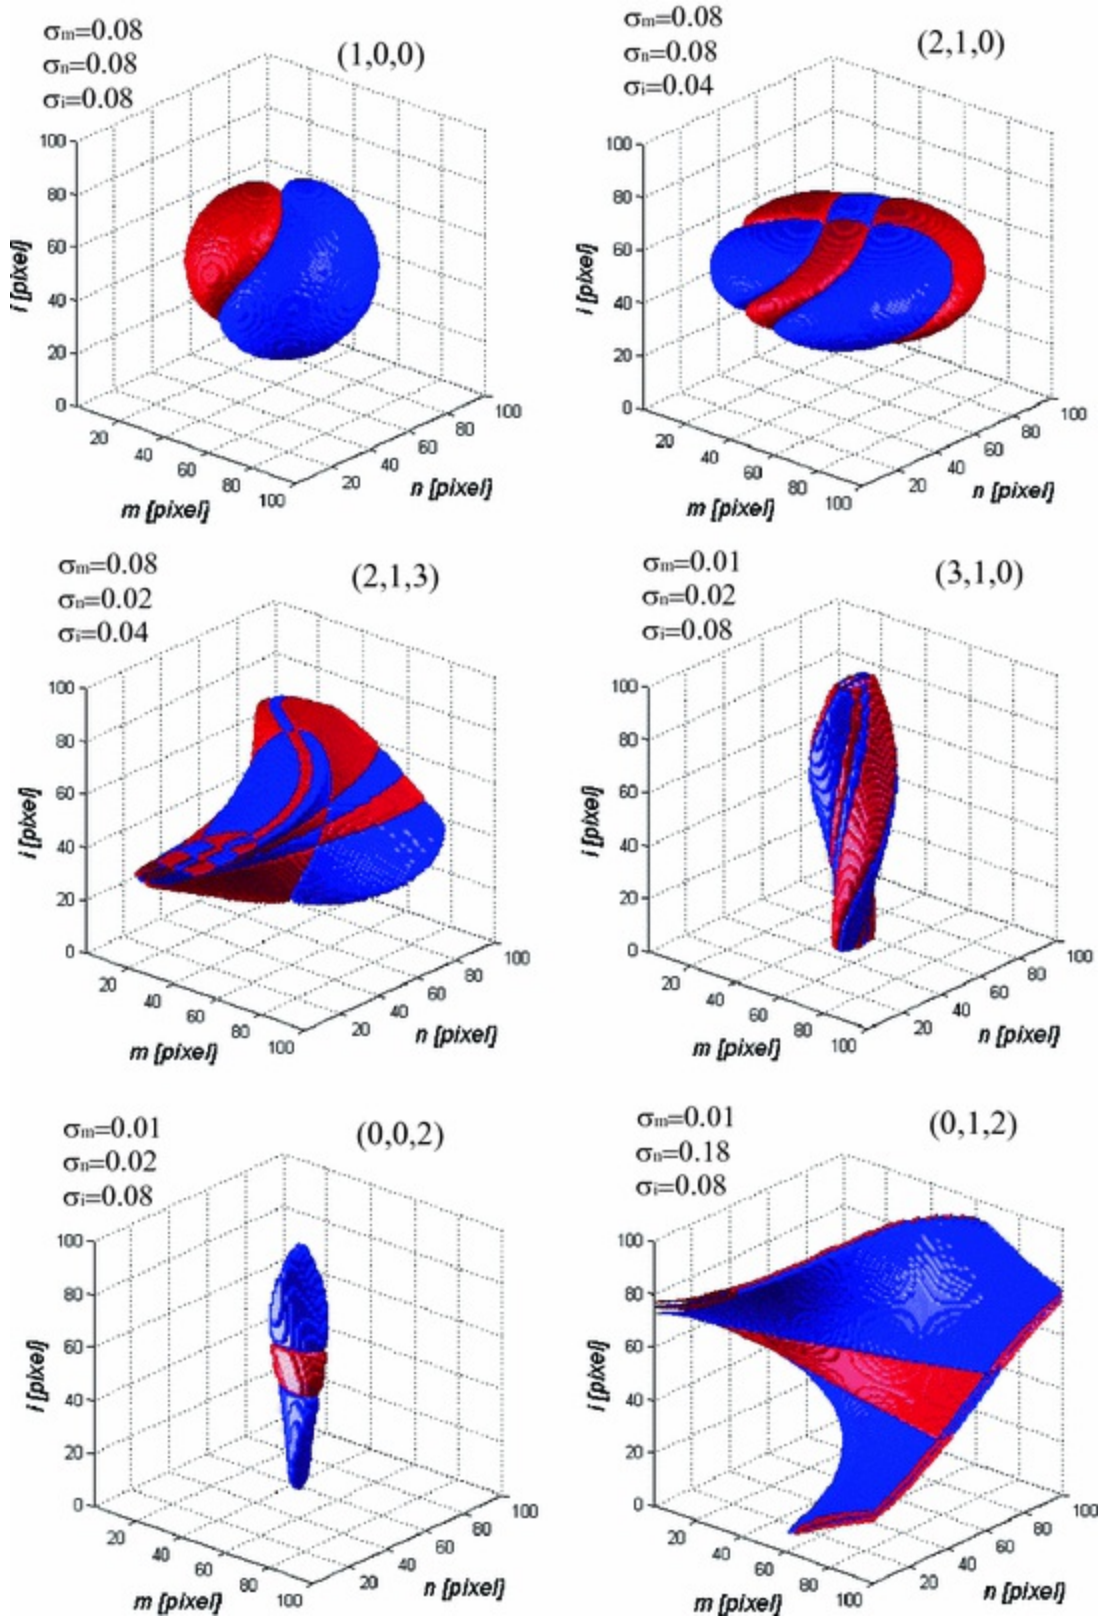 σm=0.08
σn=0.08
σi=0.08
(1,0,0)
100
80
60
40
20
0
i [pixel]
20
40
60
80
100
m [pixel]
20
40
60
80
100
n [pixel]
σm=0.08
σn=0.08
σi=0.04
(2,1,0)
100
80
60
40
20
0
i [pixel]
20
40
60
80
100
m [pixel]
20
40
60
80
100
n [pixel]
σm=0.08
σn=0.02
σi=0.04
(2,1,3)
100
80
60
40
20
0
i [pixel]
20
40
60
80
100
m [pixel]
20
40
60
80
100
n [pixel]
σm=0.01
σn=0.02
σi=0.08
(3,1,0)
100
80
60
40
20
0
i [pixel]
20
40
60
80
100
m [pixel]
20
40
60
80
100
n [pixel]
σm=0.01
σn=0.02
σi=0.08
(0,0,2)
100
80
60
40
20
0
i [pixel]
20
40
60
80
100
m [pixel]
20
40
60
80
100
n [pixel]
σm=0.01
σn=0.18
σi=0.08
(0,1,2)
100
80
60
40
20
0
i [pixel]
20
40
60
80
100
m [pixel]
20
40
60
80
100
n [pixel]